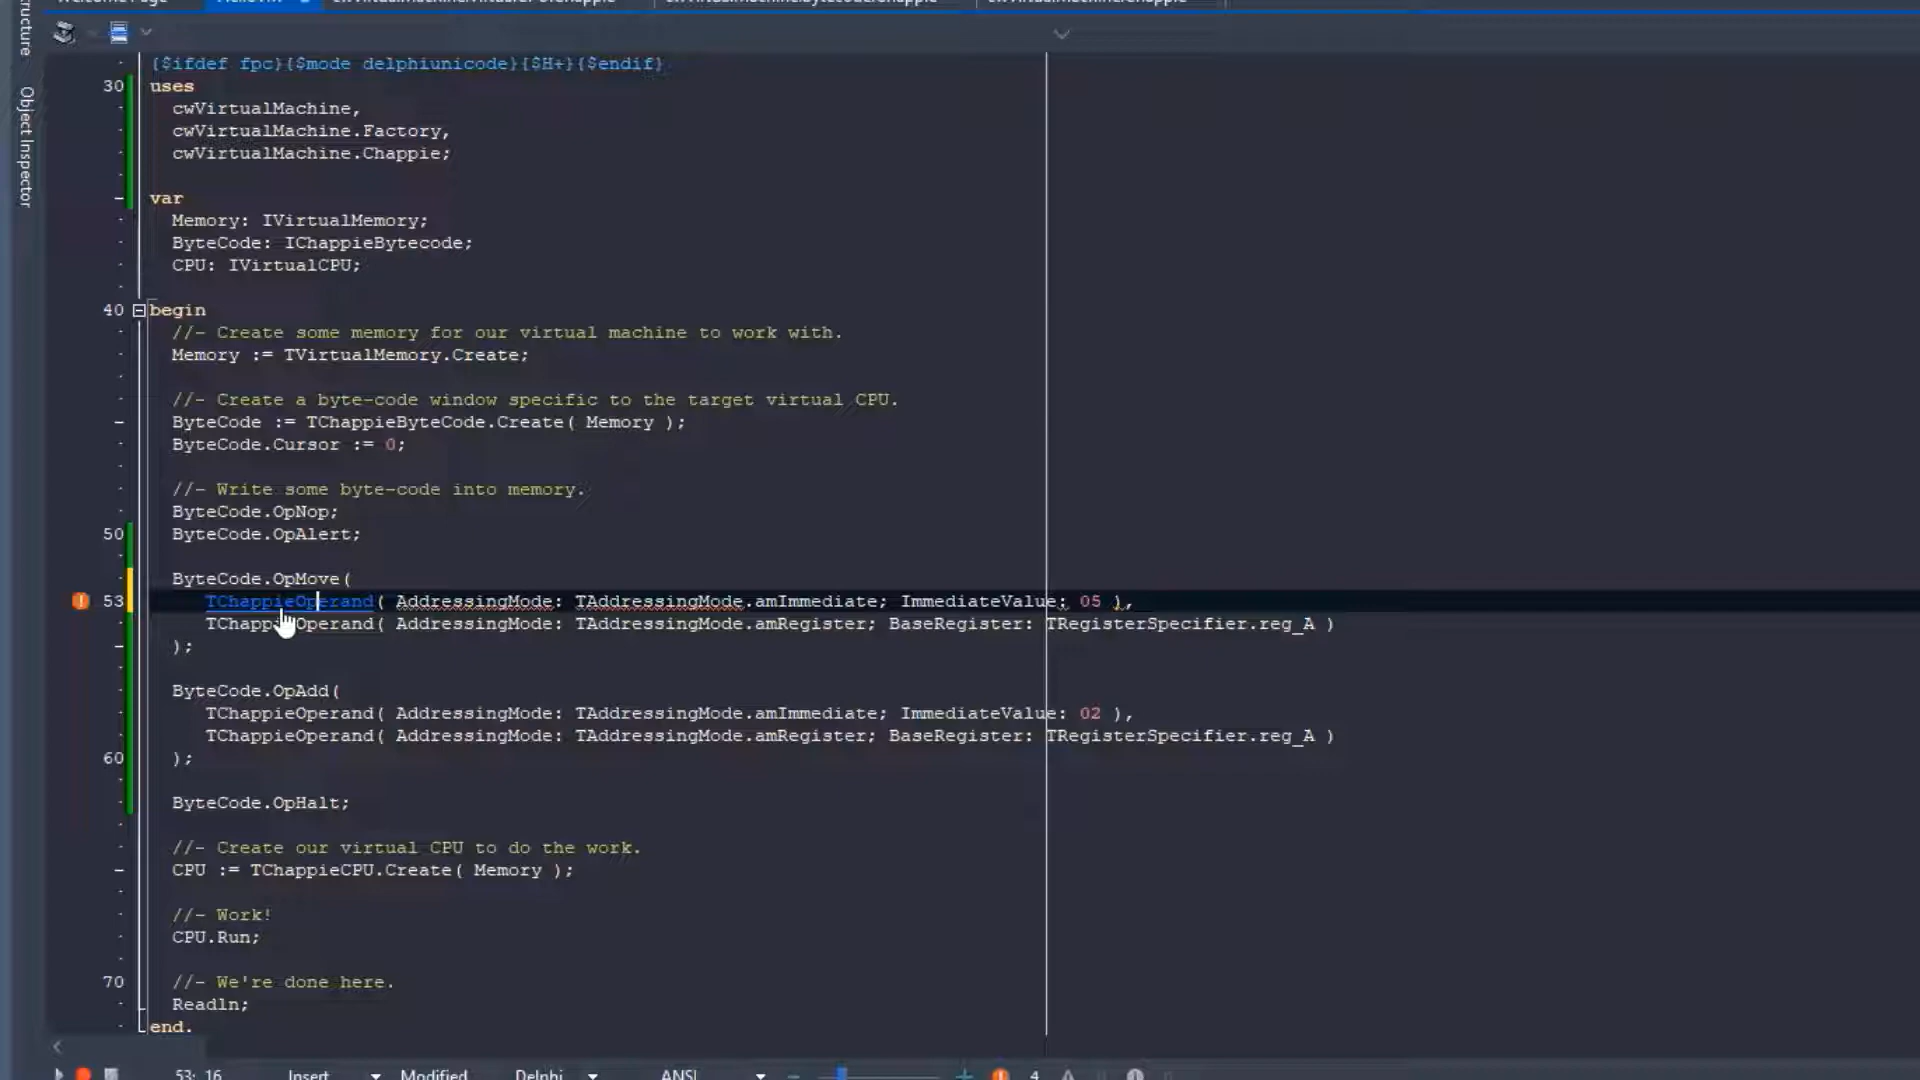 Object Inspector
{$ifdef fpc}{$mode delphiunicode}{$H+}{$endif}
30 uses
cwVirtualMachine,
cwVirtualMachine.Factory,
cwVirtualMachine.Chappie;
var
Memory: IVirtualMemory;
ByteCode: IChappieBytecode;
CPU: IVirtualCPU;
40 begin
//- Create some memory for our virtual machine to work with.
Memory := TVirtualMemory.Create;
//- Create a byte-code window specific to the target virtual CPU.
ByteCode := TChappieByteCode.Create( Memory );
ByteCode.Cursor := 0;
//- Write some byte-code into memory.
ByteCode.OpNop;
50 ByteCode.OpAlert;
ByteCode.OpMove(
53 TChappieOperand( AddressingMode: TAddressingMode.amImmediate; ImmediateValue: 05 ),
TChappieOperand( AddressingMode: TAddressingMode.amRegister; BaseRegister: TRegisterSpecifier.reg_A )
);
ByteCode.OpAdd(
TChappieOperand( AddressingMode: TAddressingMode.amImmediate; ImmediateValue: 02 ),
TChappieOperand( AddressingMode: TAddressingMode.amRegister; BaseRegister: TRegisterSpecifier.reg_A )
60 );
ByteCode.OpHalt;
//- Create our virtual CPU to do the work.
CPU := TChappieCPU.Create( Memory );
//- Work!
CPU.Run;
70 //- We're done here.
Readln;
end.
53: 16 Insert Modified Delphi ANSI 4